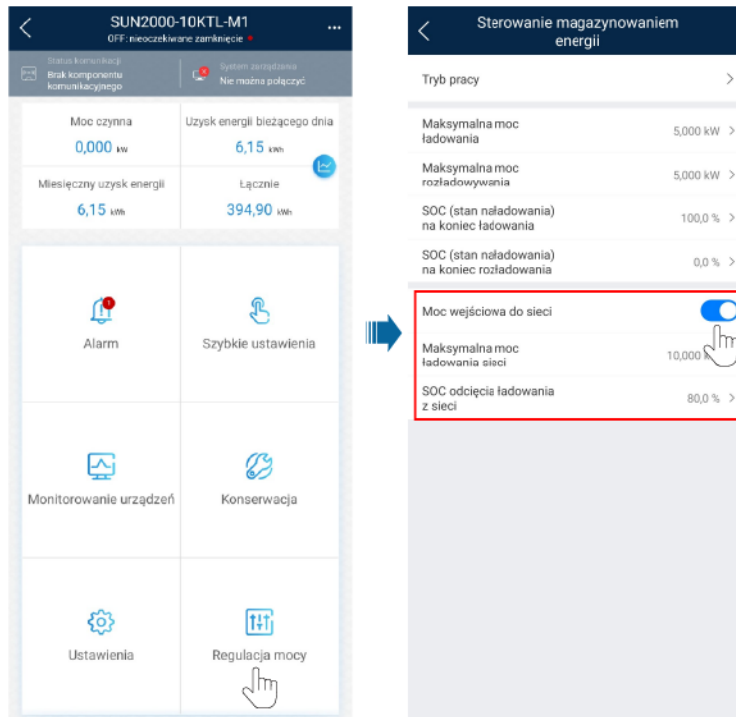 SUN2000-10KTL-M1
OFF: nieoczekiwane zamknięcie
Status komunikacji
Brak komponentu
komunikacyjnego
System zarządzania
Nie można połączyć
Moc czynna
0,000 kW
Uzysk energii bieżącego dnia
6,15 kWh
Miesięczny uzysk energii
6,15 kWh
Łącznie
394,90 kWh
1
Alarm
Szybkie ustawienia
Monitorowanie urządzeń
Konserwacja
Ustawienia
Regulacja mocy
Sterowanie magazynowaniem
energii
Tryb pracy
Maksymalna moc
ładowania
5,000 kW
Maksymalna moc
rozładowywania
5,000 kW
SOC (stan naładowania)
na koniec ładowania
100,0 %
SOC (stan naładowania)
na koniec rozładowania
0,0 %
Moc wejściowa do sieci
Maksymalna moc
ładowania sieci
10,000
SOC odcięcia ładowania
z sieci
80,0 %